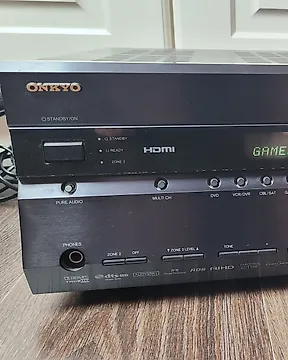 ONKYO
STANDBY/ON
STANDBY
READY
ZONE 2
HDMI
GAME
PURE AUDIO
MULTI CH
DVD
VCR/DVR
CBL/SAT
PHONES
ZONE 2
OFF
ZONE 2 LEVEL
TONE
-
dts